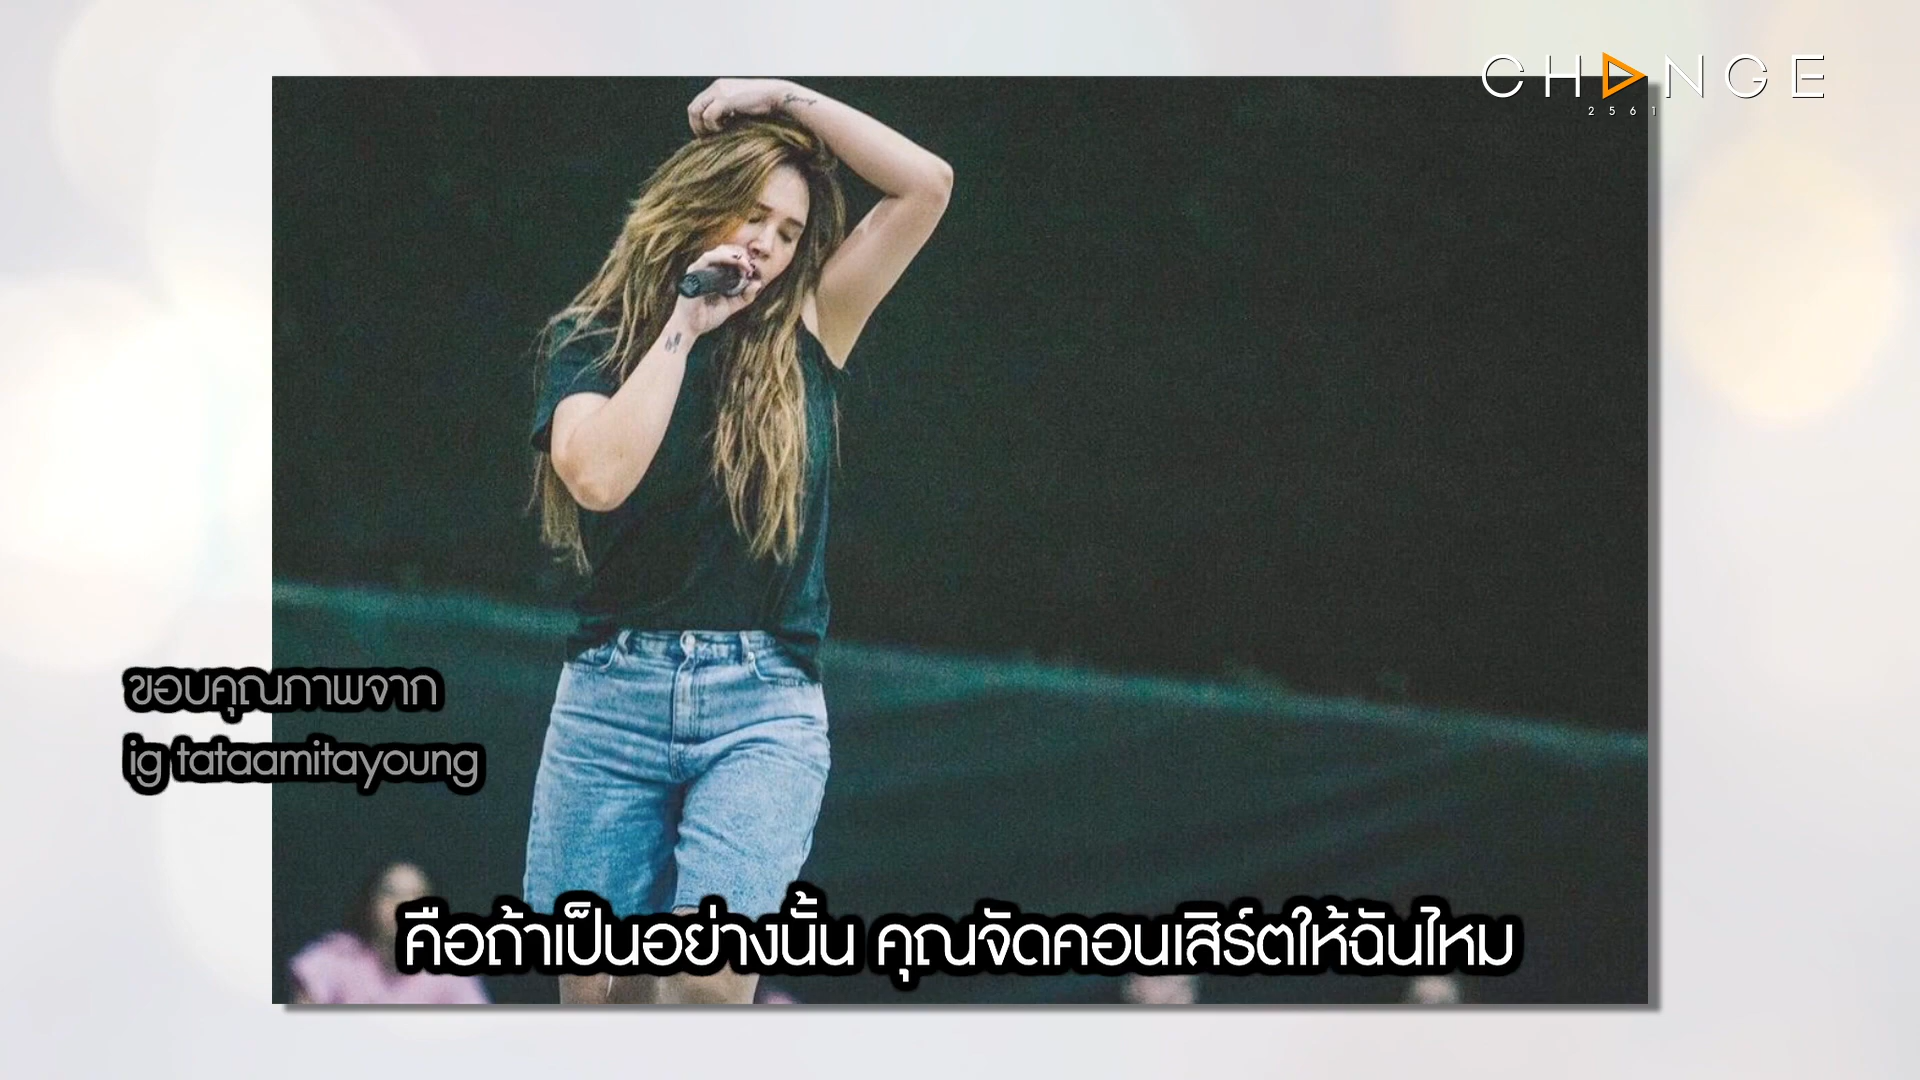 CHANGE
2561
ขอบคุณภาพจาก
ig tataamitayoung
คือถ้าเป็นอย่างนั้น คุณจัดคอนเสิร์ตให้ฉันไหม